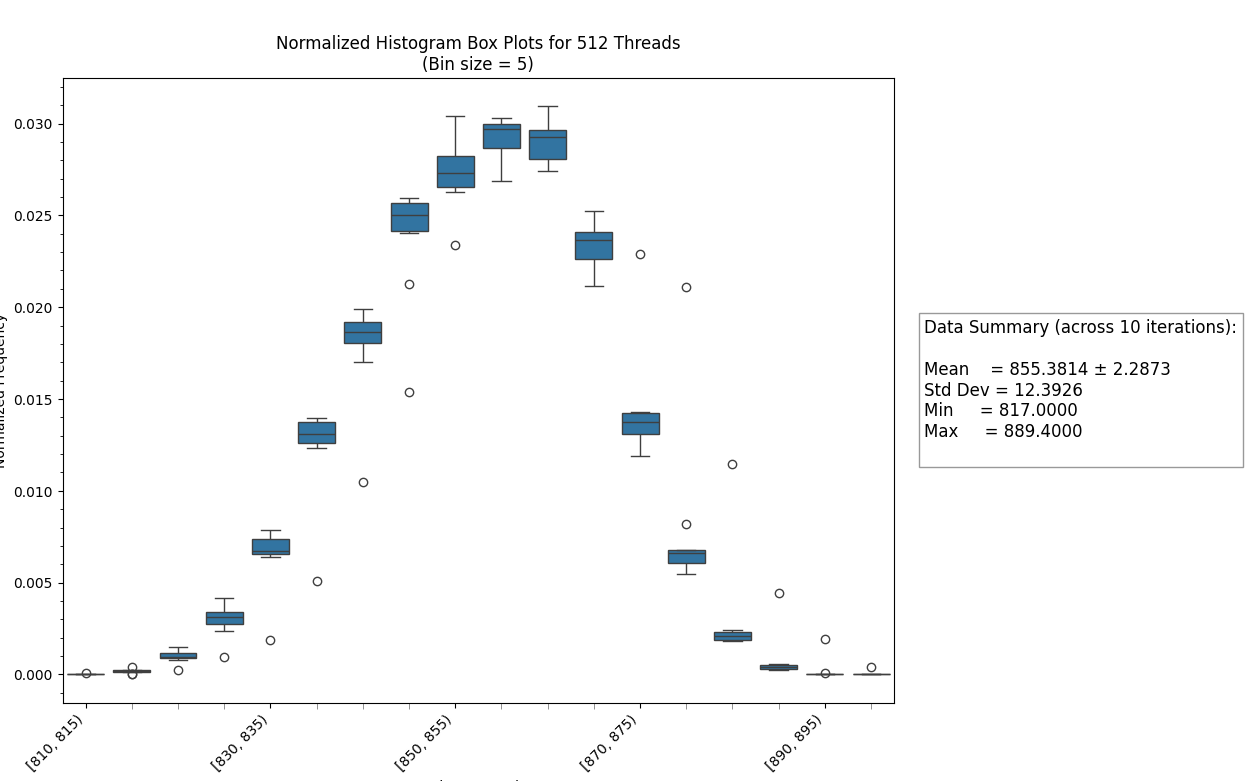 Normalized Histogram Box Plots for 512 Threads
(Bin size = 5)
0.030
0.025
0.020
0.015
0.010
0.005
0.000
[810, 815)
[830, 835)
[850, 855)
[870, 875)
[890, 895)
Data Summary (across 10 iterations):
Mean = 855.3814 ± 2.2873
Std Dev = 12.3926
Min = 817.0000
Max = 889.4000